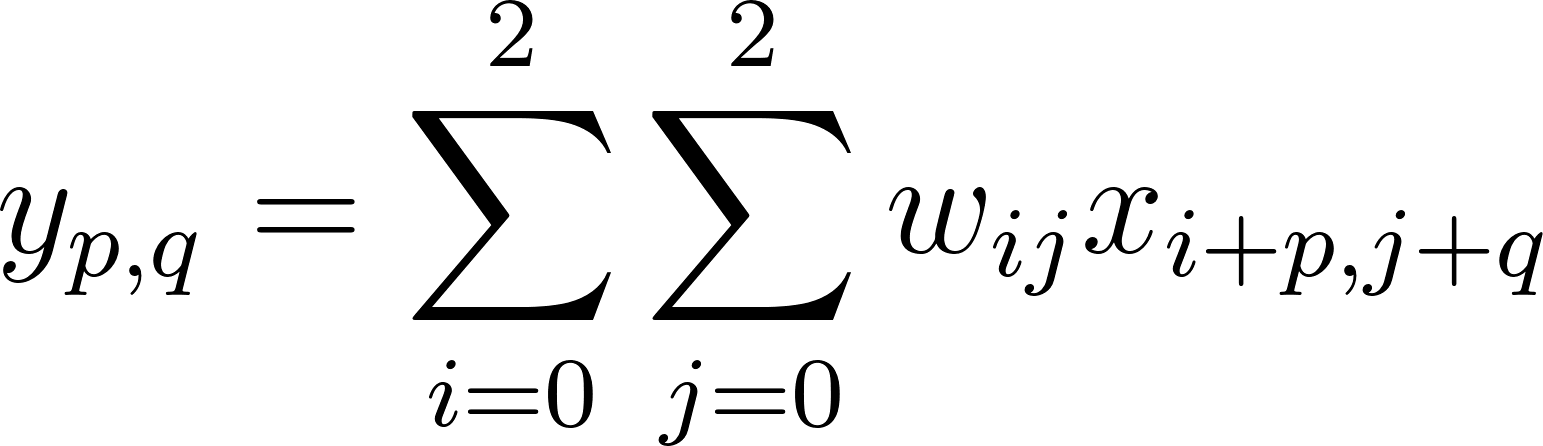 y_{p,q} = \sum_{i=0}^{2} \sum_{j=0}^{2} w_{ij} x_{i+p,j+q}